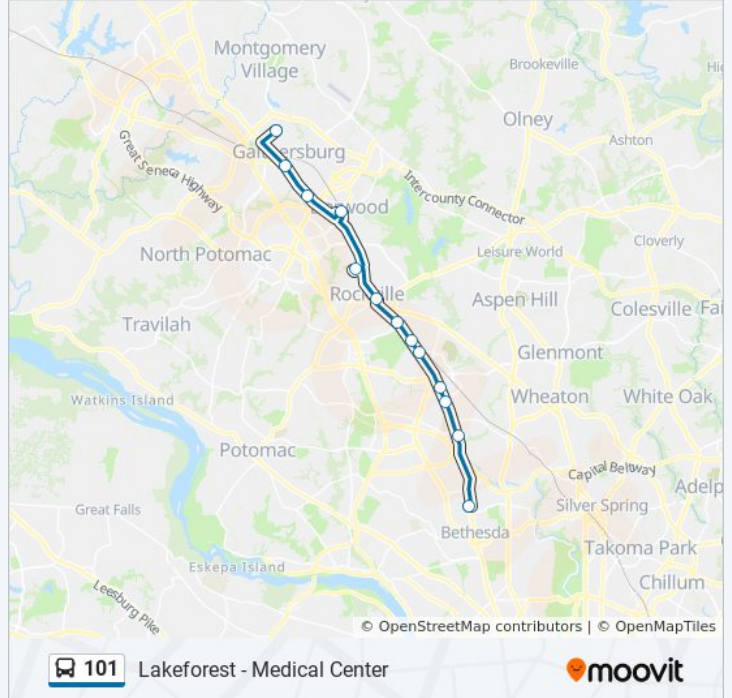 Montgomery
Village
Brookeville
Olney
Ashton
Great Seneca Highway
Intercounty Connector
North Potomac
Leisure World
Cloverly
Aspen Hill
Colesville
Travilah
Glenmont
Watkins Island
Wheaton
White Oak
Potomac
Capital Beltway
Great Falls
Silver Spring
Bethesda
Takoma Park
Eskepa Island
Chillum
Leesburg Pike
© OpenStreetMap contributors | © OpenMapTiles
101 Lakeforest - Medical Center
moovit